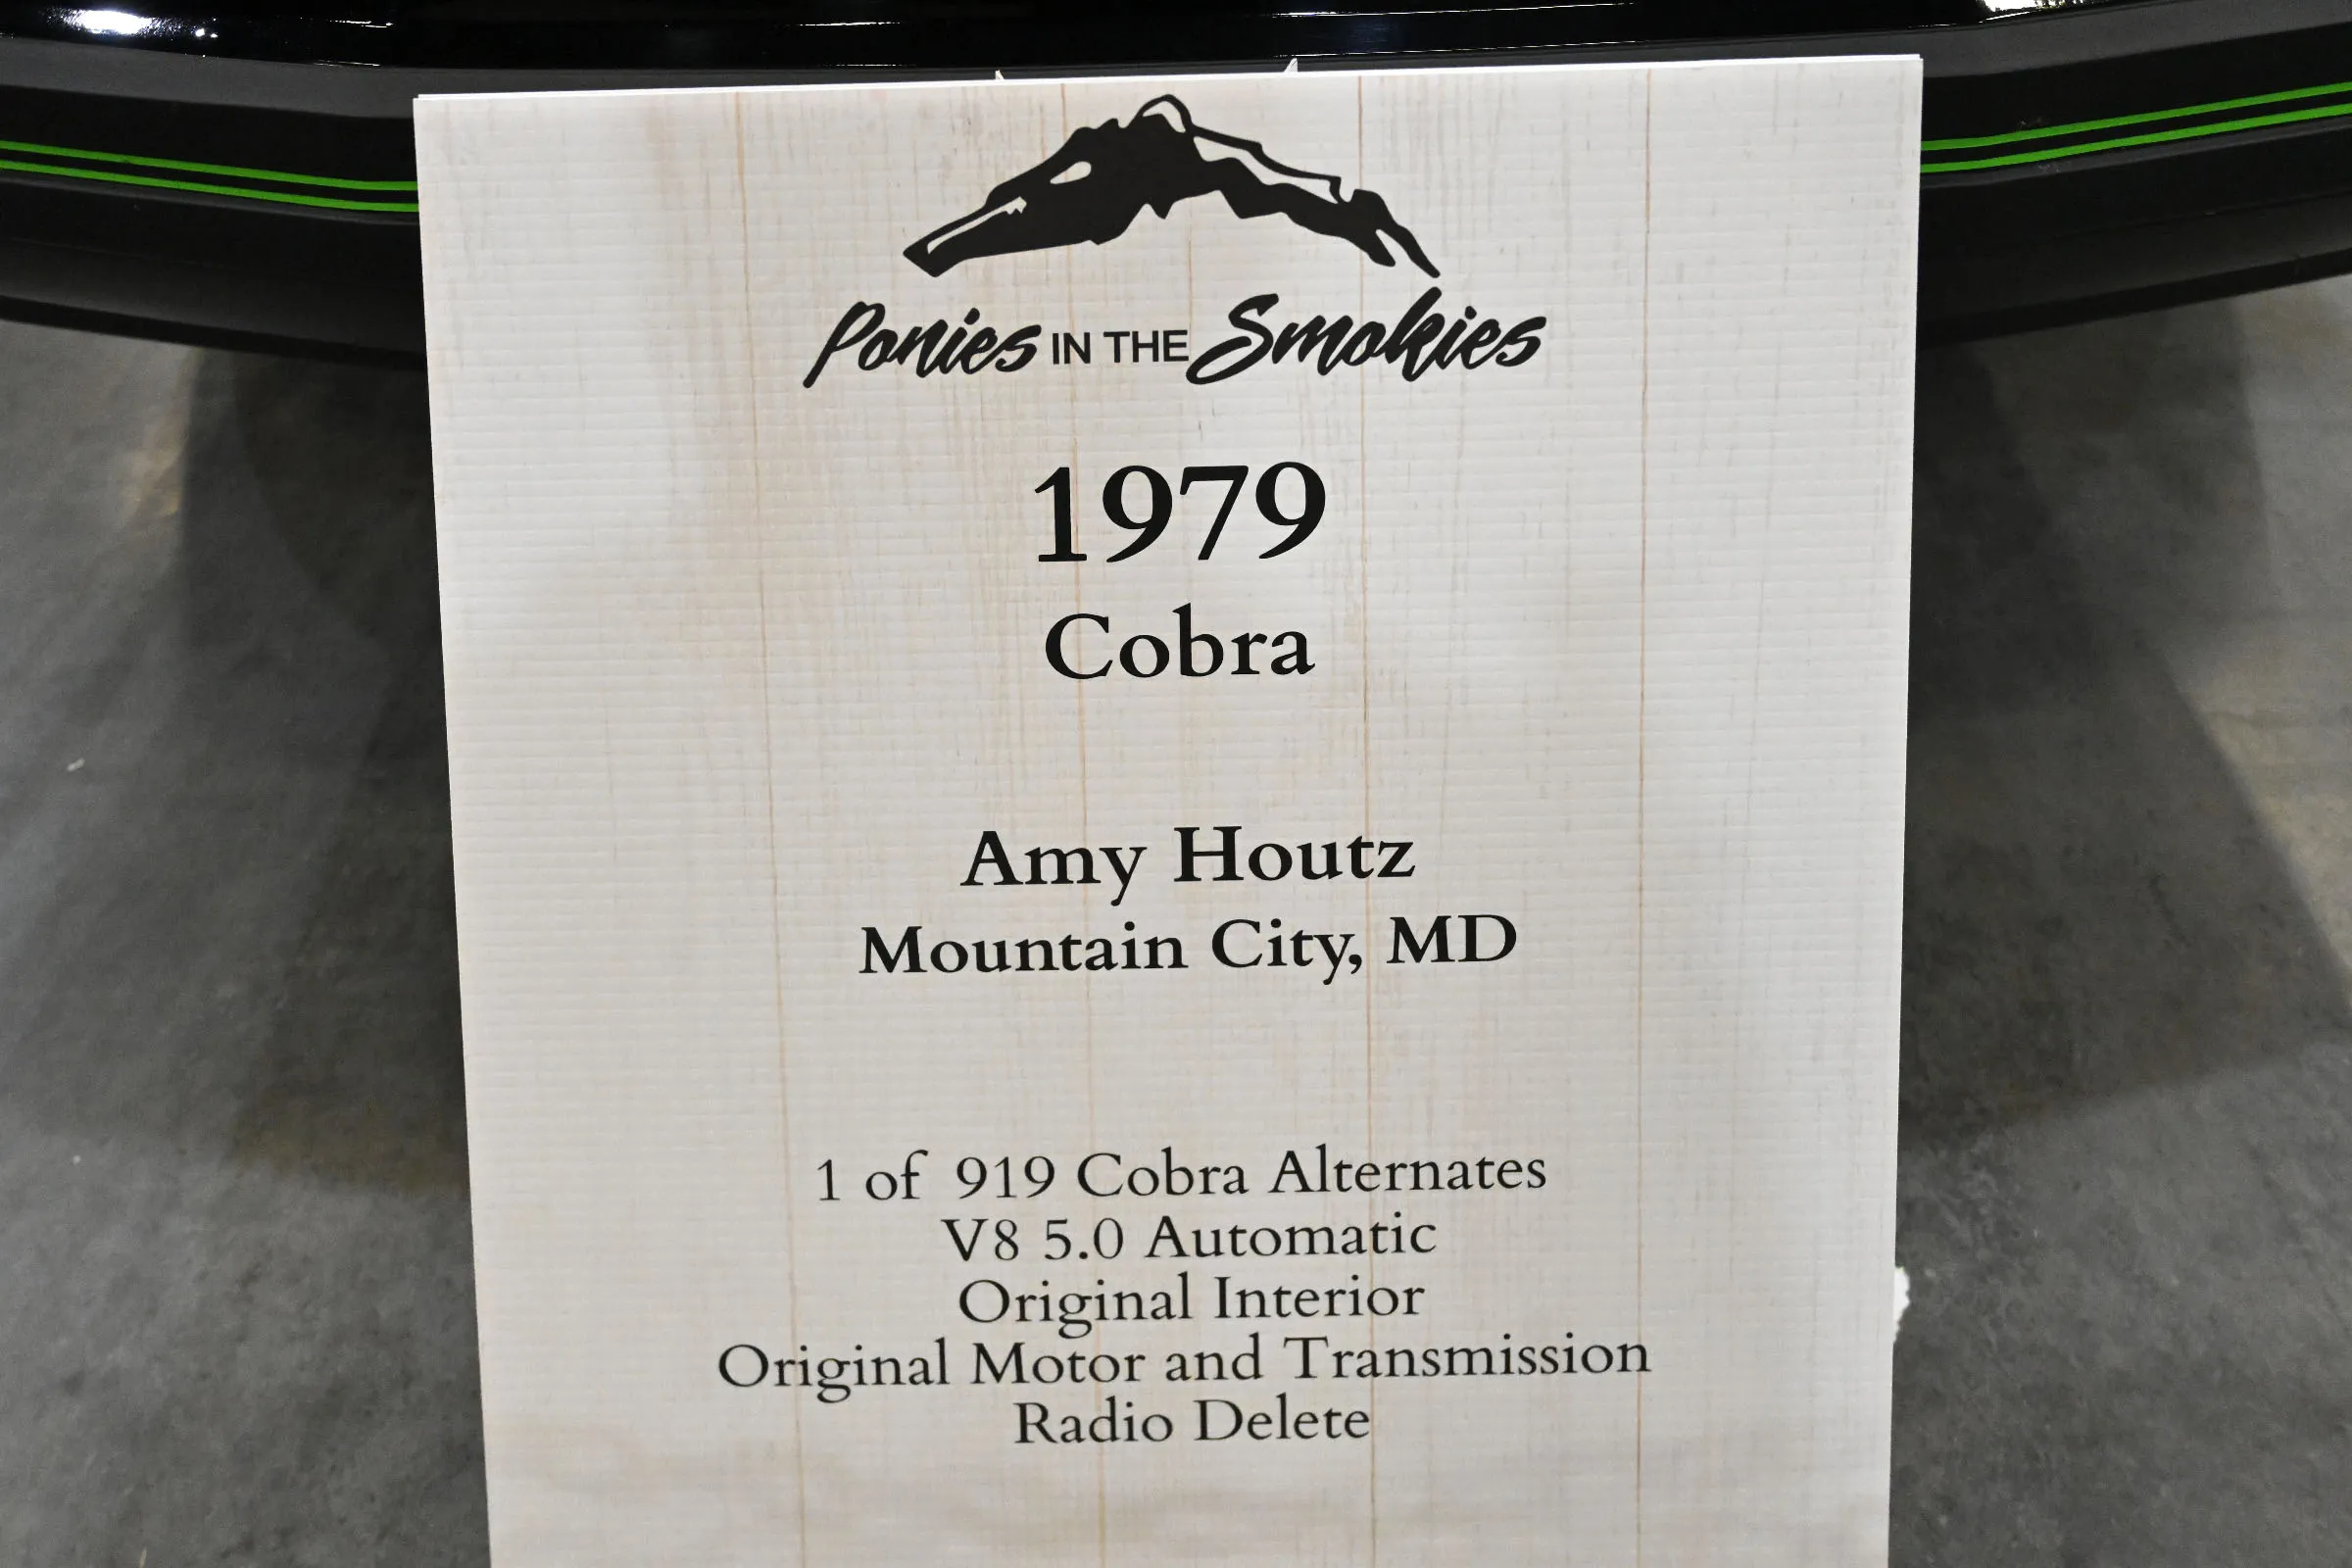 Ponies IN THE Smokies
1979
Cobra
Amy Houtz
Mountain City, MD
1 of 919 Cobra Alternates
V8 5.0 Automatic
Original Interior
Original Motor and Transmission
Radio Delete